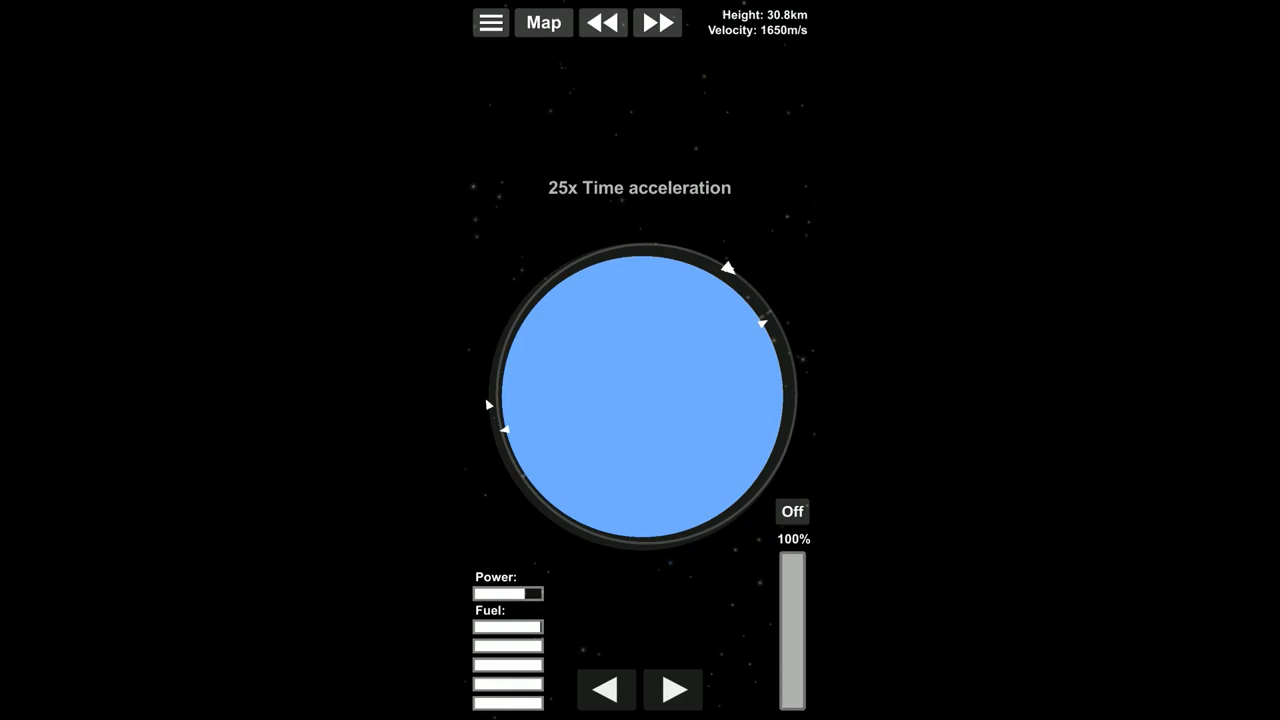 Map
Height: 30.8km
Velocity: 1650m/s
25x Time acceleration
Off
100%
Power:
Fuel: